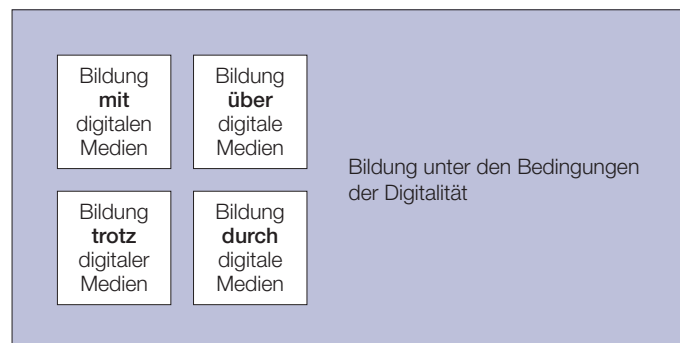 Bildung
mit
digitalen
Medien
Bildung
über
digitale
Medien
Bildung
trotz
digitaler
Medien
Bildung
durch
digitale
Medien
Bildung unter den Bedingungen
der Digitalität